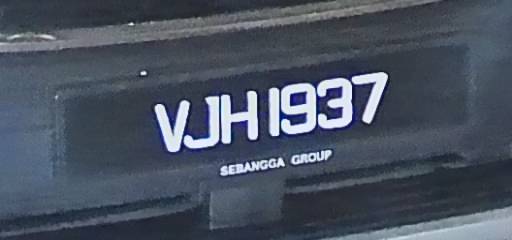 VJH 1937
SEBANGGA GROUP